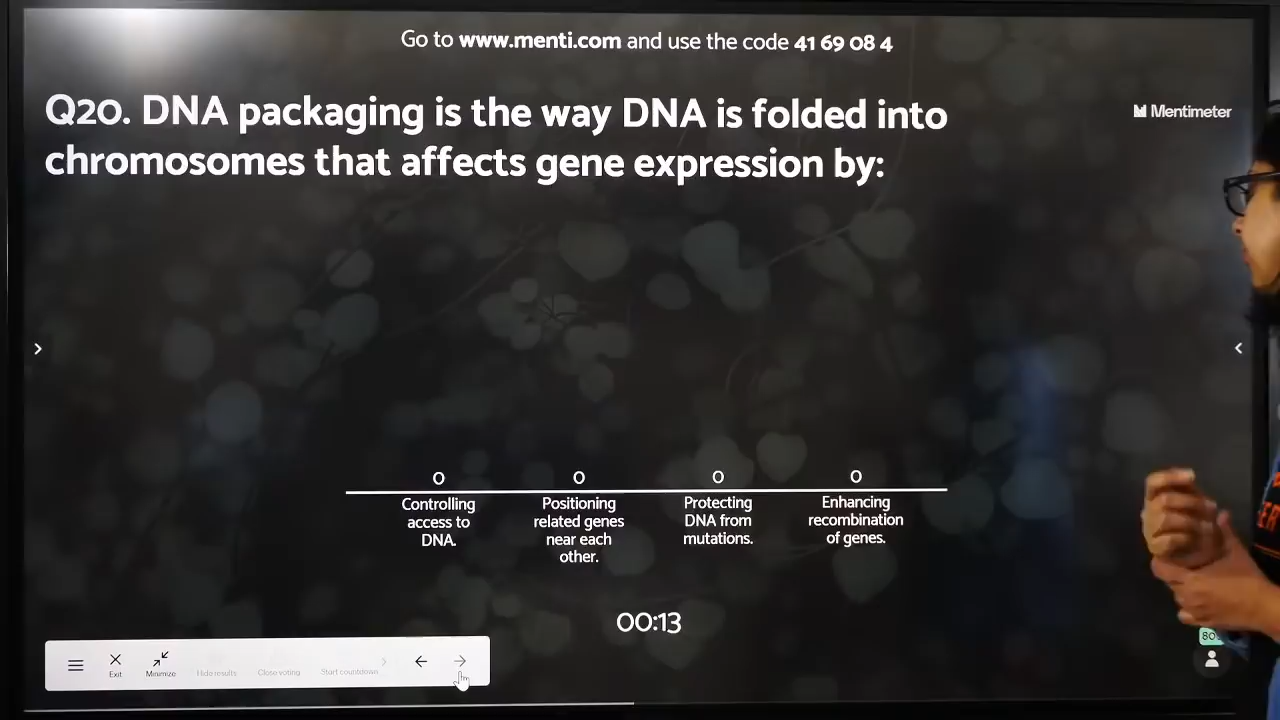 Go to www.menti.com and use the code 41 69 08 4
Q20. DNA packaging is the way DNA is folded into
chromosomes that affects gene expression by:
Mentimeter
0
0
0
0
Controlling
access to
DNA.
Positioning
related genes
near each
other.
Protecting
DNA from
mutations.
Enhancing
recombination
of genes.
00:13
Exit
Minimize
Hide results
Close voting
Start countdown